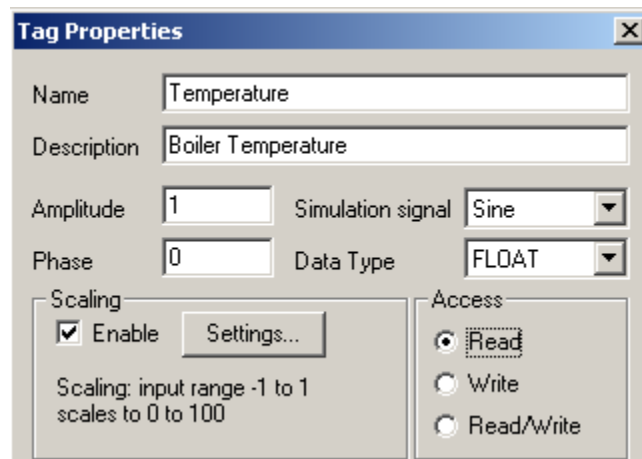 Tag Properties
Name Temperature
Description Boiler Temperature
Amplitude 1 Simulation signal Sine
Phase 0 Data Type FLOAT
Scaling Access
Enable Settings... Read
Scaling: input range -1 to 1 Write
scales to 0 to 100 Read/Write